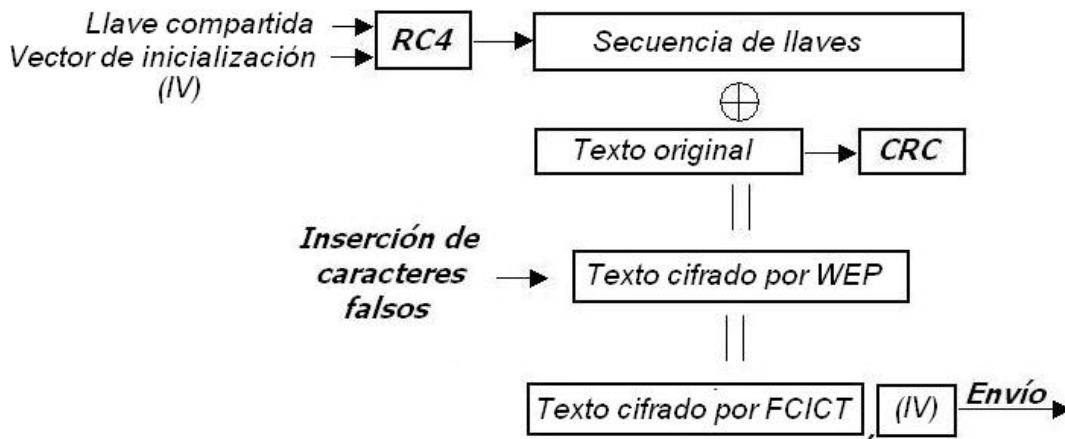 Llave compartida
Vector de inicialización
(IV)
RC4
Secuencia de llaves
Texto original
CRC
Inserción de
caracteres
falsos
Texto cifrado por WEP
Texto cifrado por FCICT
(IV)
Envío